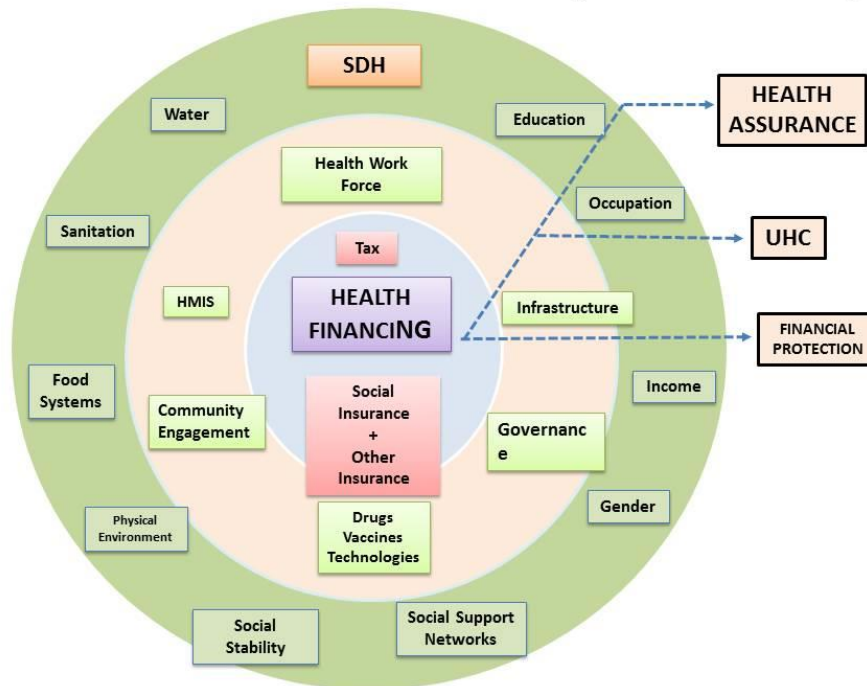 SDH
HEALTH
ASSURANCE
Water
Education
Health Work
Force
Occupation
Sanitation
Tax
UHC
HMIS
HEALTH
FINANCING
Infrastructure
FINANCIAL
PROTECTION
Food
Systems
Income
Community
Engagement
Social
Insurance
+
Other
Insurance
Governanc
e
Gender
Physical
Environment
Drugs
Vaccines
Technologies
Social
Stability
Social Support
Networks